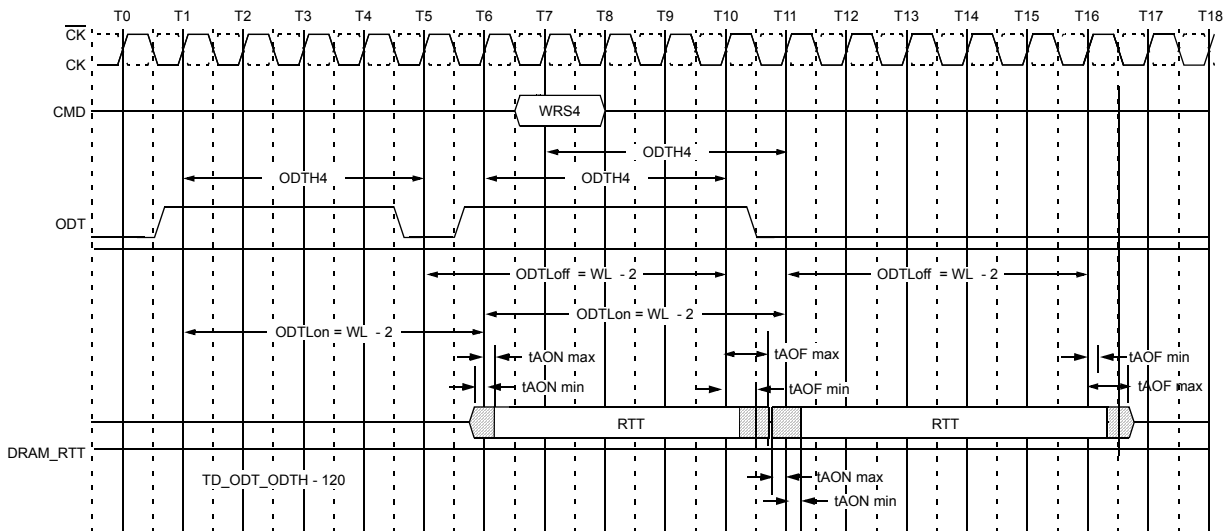 T0 T1 T2 T3 T4 T5 T6 T7 T8 T9 T10 T11 T12 T13 T14 T15 T16 T17 T18
CK
CK
CMD
WRS4
ODTH4
ODTH4
ODTH4
ODT
ODTLoff = WL - 2
ODTLoff = WL - 2
ODTLon = WL - 2
ODTLon = WL - 2
tAON max
tAOF max
tAOF min
tAON min
tAOF min
tAOF max
RTT
RTT
DRAM_RTT
TD_ODT_ODTH - 120
tAON max
tAON min